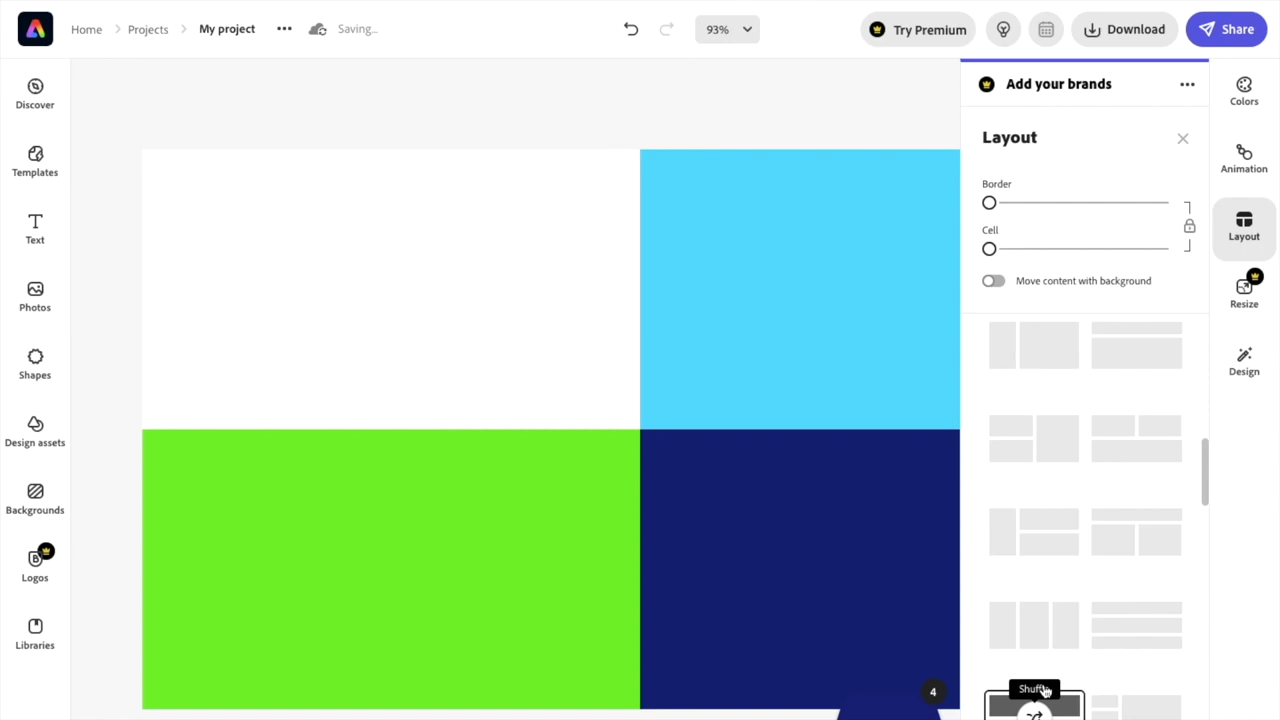 Home
Projects
My project
Saving...
93%
Try Premium
Download
Share
Discover
Templates
Text
Photos
Shapes
Design assets
Backgrounds
Logos
Libraries
Add your brands
Layout
Border
Cell
Move content with background
Shuffle
4
Colors
Animation
Layout
Resize
Design